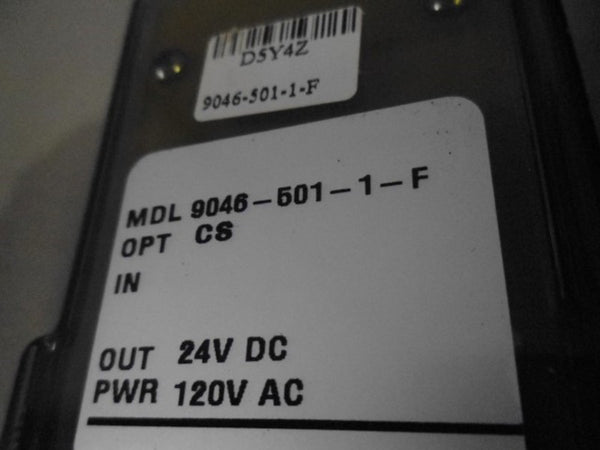 D5Y4Z
9046-501-1-F
MDL 9046-501-1-F
OPT CS
IN
OUT 24V DC
PWR 120V AC